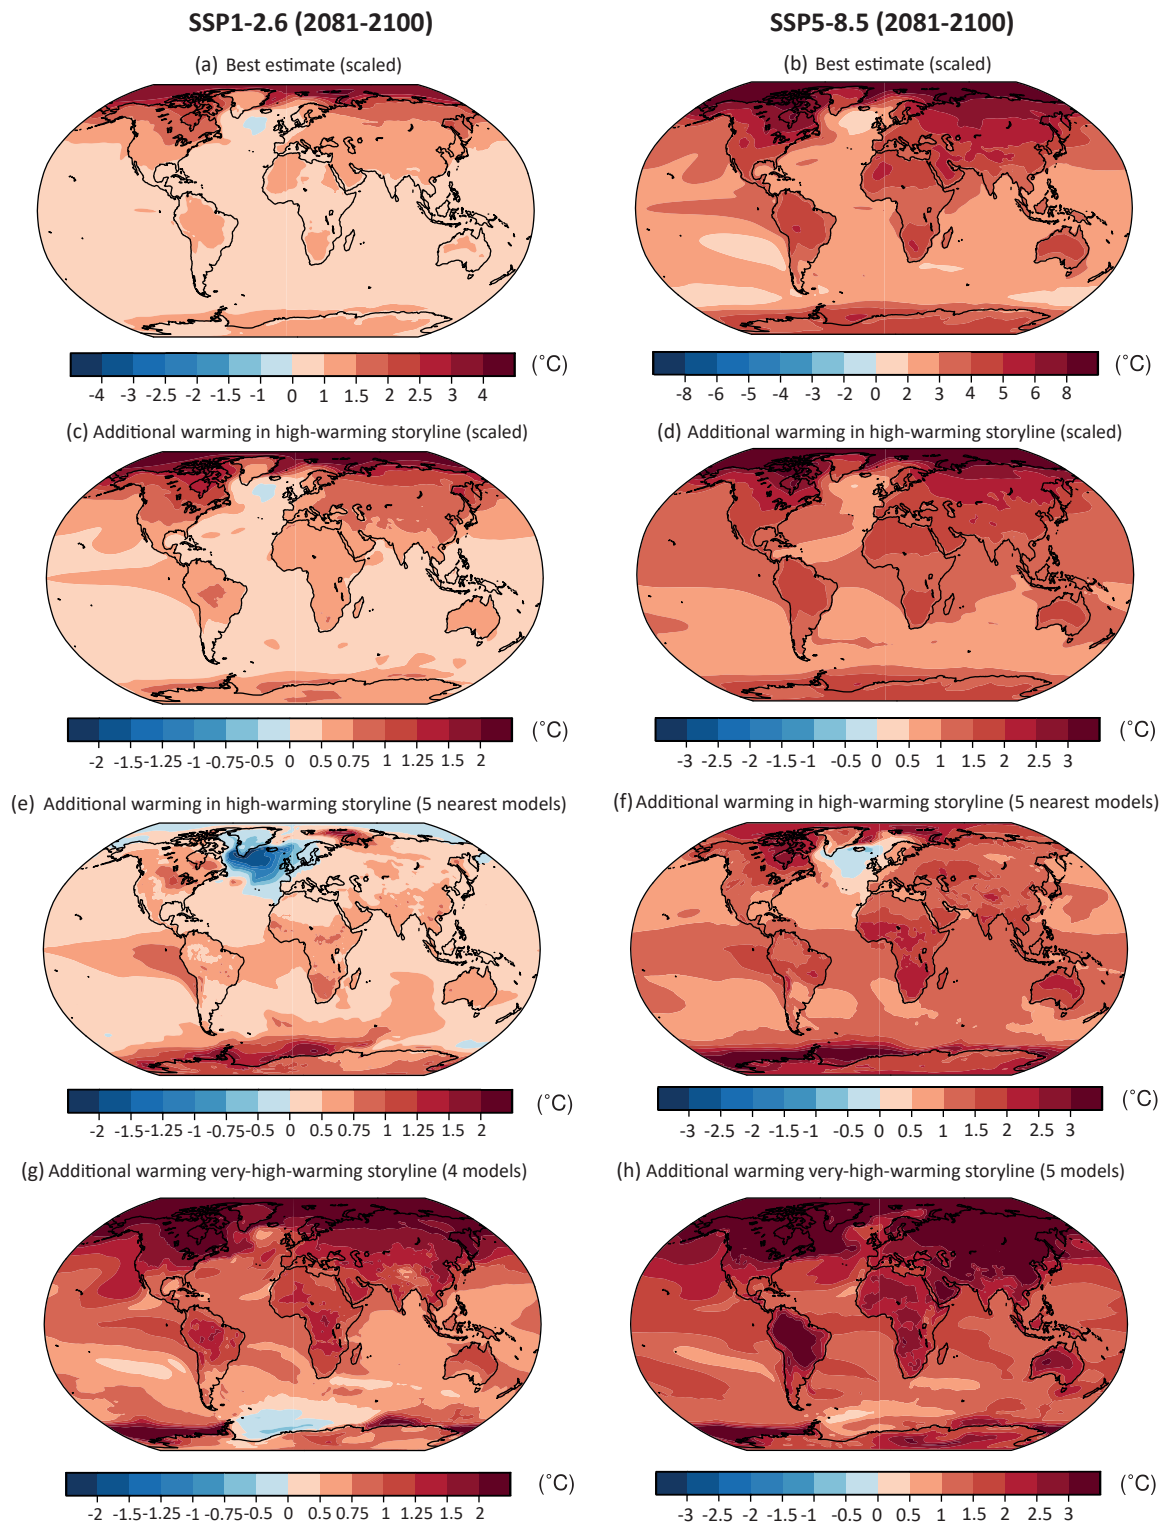 SSP1-2.6 (2081-2100)
SSP5-8.5 (2081-2100)
(a) Best estimate (scaled)
(b) Best estimate (scaled)
(°C)
-4 -3 -2.5 -2 -1.5 -1 0 1 1.5 2 2.5 3 4
(°C)
-8 -6 -5 -4 -3 -2 0 2 3 4 5 6 8
(c) Additional warming in high-warming storyline (scaled)
(d) Additional warming in high-warming storyline (scaled)
(°C)
-2 -1.5 -1.25 -1 -0.75 -0.5 0 0.5 0.75 1 1.25 1.5 2
(°C)
-3 -2.5 -2 -1.5 -1 -0.5 0 0.5 1 1.5 2 2.5 3
(e) Additional warming in high-warming storyline (5 nearest models)
(f) Additional warming in high-warming storyline (5 nearest models)
(°C)
-2 -1.5 -1.25 -1 -0.75 -0.5 0 0.5 0.75 1 1.25 1.5 2
(°C)
-3 -2.5 -2 -1.5 -1 -0.5 0 0.5 1 1.5 2 2.5 3
(g) Additional warming very-high-warming storyline (4 models)
(h) Additional warming very-high-warming storyline (5 models)
(°C)
-2 -1.5 -1.25 -1 -0.75 -0.5 0 0.5 0.75 1 1.25 1.5 2
(°C)
-3 -2.5 -2 -1.5 -1 -0.5 0 0.5 1 1.5 2 2.5 3